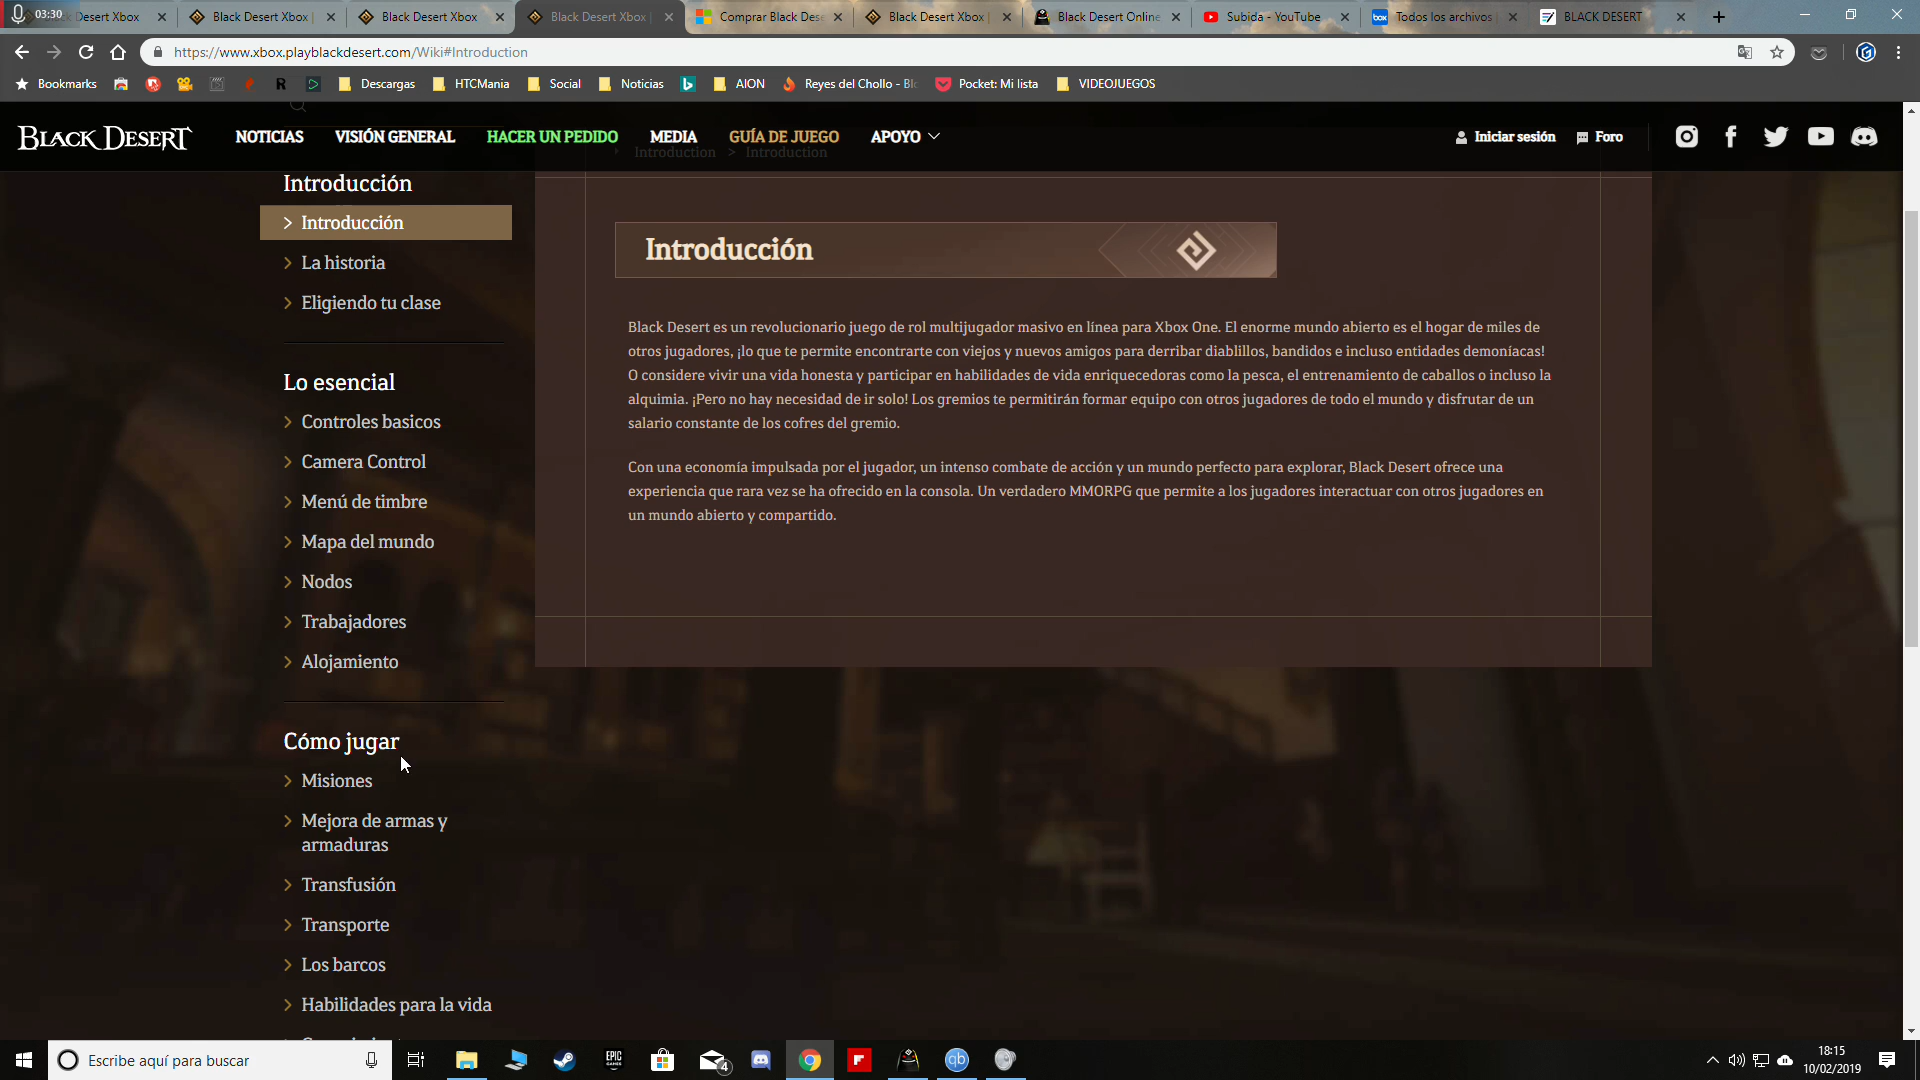 03:30
Desert Xbox
Black Desert Xbox
Black Desert Xbox
Black Desert Xbox
Comprar Black Dese
Black Desert Xbox
Black Desert Online
Subida - YouTube
Todos los archivos
BLACK DESERT
https://www.xbox.playblackdesert.com/Wiki#Introduction
Bookmarks
Descargas
HTCMania
Social
Noticias
AION
Reyes del Chollo - Blo
Pocket: Mi lista
VIDEOJUEGOS
BLACK DESERT
NOTICIAS
VISIÓN GENERAL
HACER UN PEDIDO
MEDIA
GUÍA DE JUEGO
APOYO
Iniciar sesión
Foro
Introduction > Introduction
Introducción
Introducción
La historia
Eligiendo tu clase
Lo esencial
Controles basicos
Camera Control
Menú de timbre
Mapa del mundo
Nodos
Trabajadores
Alojamiento
Cómo jugar
Misiones
Mejora de armas y
armaduras
Transfusión
Transporte
Los barcos
Habilidades para la vida
Introducción
Black Desert es un revolucionario juego de rol multijugador masivo en línea para Xbox One. El enorme mundo abierto es el hogar de miles de
otros jugadores, ¡lo que te permite encontrarte con viejos y nuevos amigos para derribar diablillos, bandidos e incluso entidades demoníacas!
O considere vivir una vida honesta y participar en habilidades de vida enriquecedoras como la pesca, el entrenamiento de caballos o incluso la
alquimia. ¡Pero no hay necesidad de ir solo! Los gremios te permitirán formar equipo con otros jugadores de todo el mundo y disfrutar de un
salario constante de los cofres del gremio.
Con una economía impulsada por el jugador, un intenso combate de acción y un mundo perfecto para explorar, Black Desert ofrece una
experiencia que rara vez se ha ofrecido en la consola. Un verdadero MMORPG que permite a los jugadores interactuar con otros jugadores en
un mundo abierto y compartido.
Escribe aquí para buscar
EPIC
GAMES
4
qb
18:15
10/02/2019